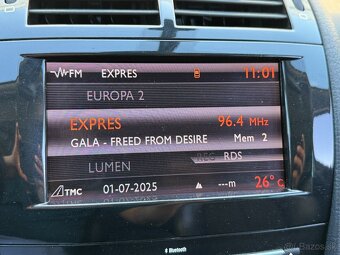 FM EXPRES 11:01
EUROPA 2
EXPRES 96.4 MHz
GALA - FREED FROM DESIRE Mem 2
LUMEN REG RDS
TMC 01-07-2025 ---m 26° C
Bluetooth